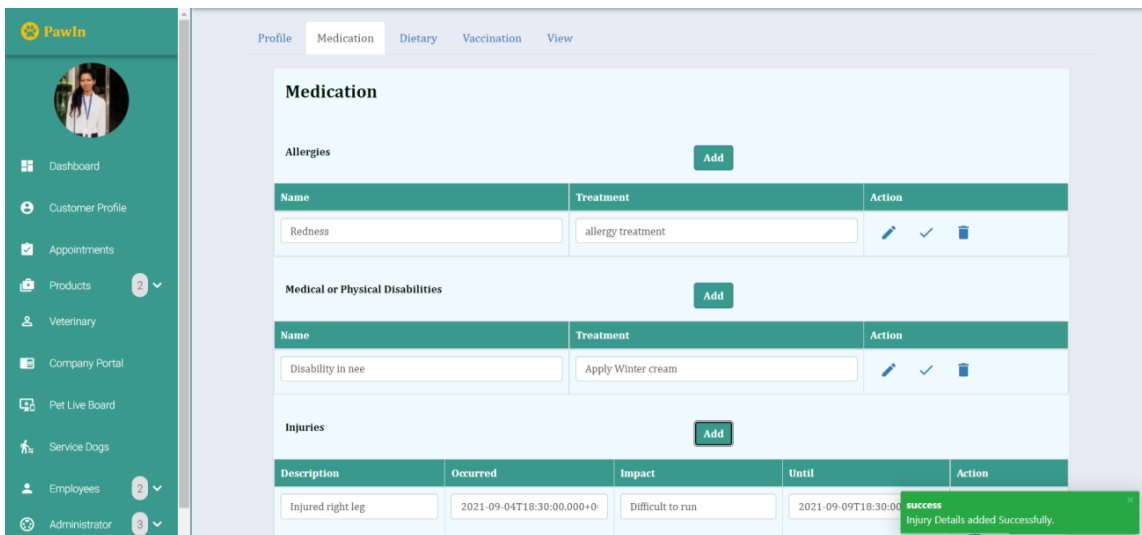 PawIn
Profile Medication Dietary Vaccination View
Medication
Dashboard
Customer Profile
Appointments
Products 2
Veterinary
Company Portal
Pet Live Board
Service Dogs
Employees 2
Administrator 3
Allergies Add
Name Treatment Action
Redness allergy treatment
Medical or Physical Disabilities Add
Name Treatment Action
Disability in nee Apply Winter cream
Injuries Add
Description Occurred Impact Until Action
Injured right leg 2021-09-04T18:30:00.000+0 Difficult to run 2021-09-09T18:30:00
success ×
Injury Details added Successfully.